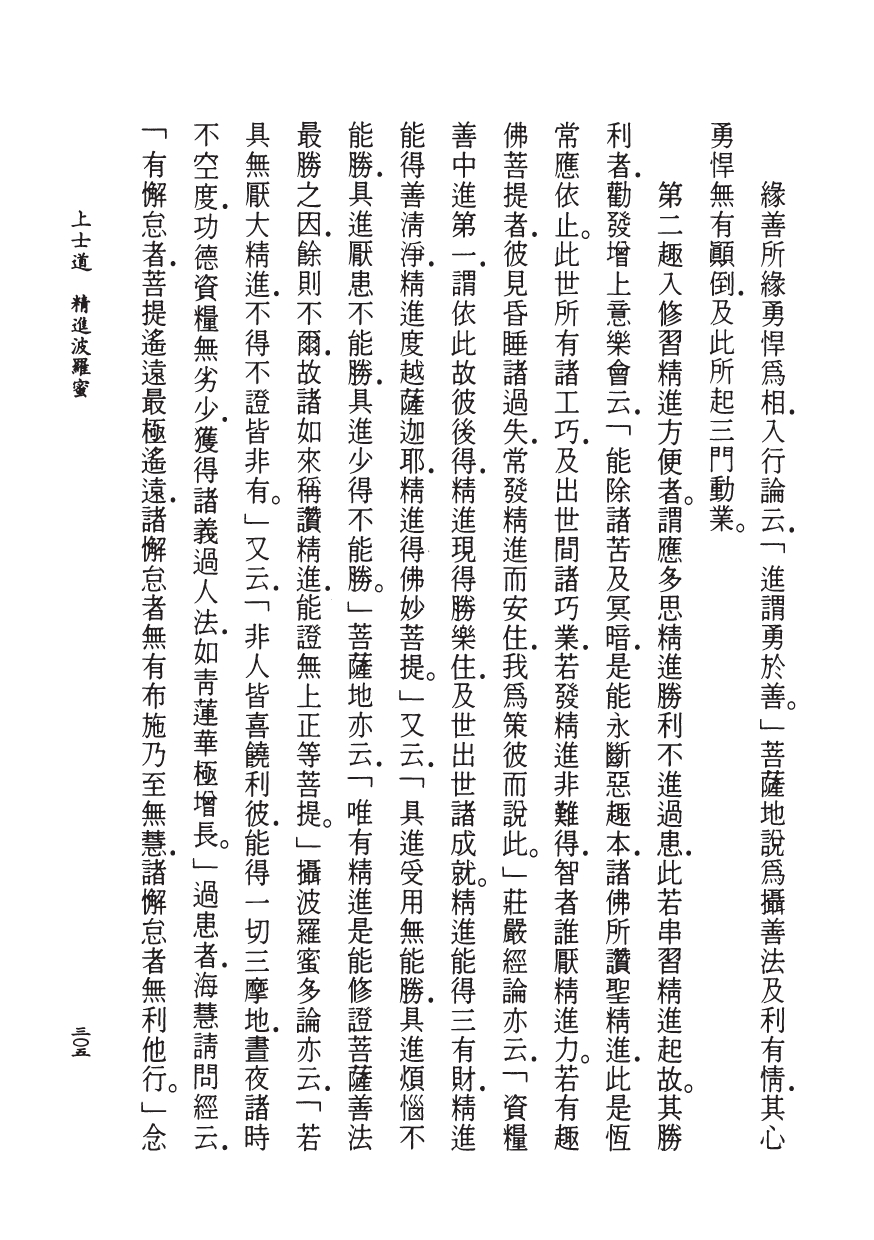 緣善所緣勇悍爲相．入行論云．「進謂勇於善。」菩薩地說爲攝善法及利有情．其心
勇悍無有顚倒．及此所起三門動業。
第二趣入修習精進方便者。謂應多思精進勝利不進過患．此若串習精進起故。其勝
利者．勸發增上意樂會云．「能除諸苦及冥暗．是能永斷惡趣本．諸佛所讚聖精進．此是恆
常應依止。此世所有諸工巧．及出世間諸巧業．若發精進非難得．智者誰厭精進力。若有趣
佛菩提者．彼見昏睡諸過失．常發精進而安住．我爲策彼而說此。」莊嚴經論亦云．「資糧
善中進第一．謂依此故彼後得．精進現得勝樂住．及世出世諸成就。精進能得三有財．精進
能得善淸淨．精進度越薩迦耶．精進得佛妙菩提。」又云．「具進受用無能勝．具進煩惱不
能勝．具進厭患不能勝．具進少得不能勝。」菩薩地亦云．「唯有精進是能修證菩薩善法
最勝之因．餘則不爾．故諸如來稱讚精進．能證無上正等菩提。」攝波羅蜜多論亦云．「若
具無厭大精進．不得不證皆非有。」又云．「非人皆喜饒利彼．能得一切三摩地．晝夜諸時
不空度．功德資糧無劣少．獲得諸義過人法．如靑蓮華極增長。」過患者．海慧請問經云．
「有懈怠者．菩提遙遠最極遙遠．諸懈怠者無有布施乃至無慧．諸懈怠者無利他行。」念
上士道　精進波羅蜜
三〇五